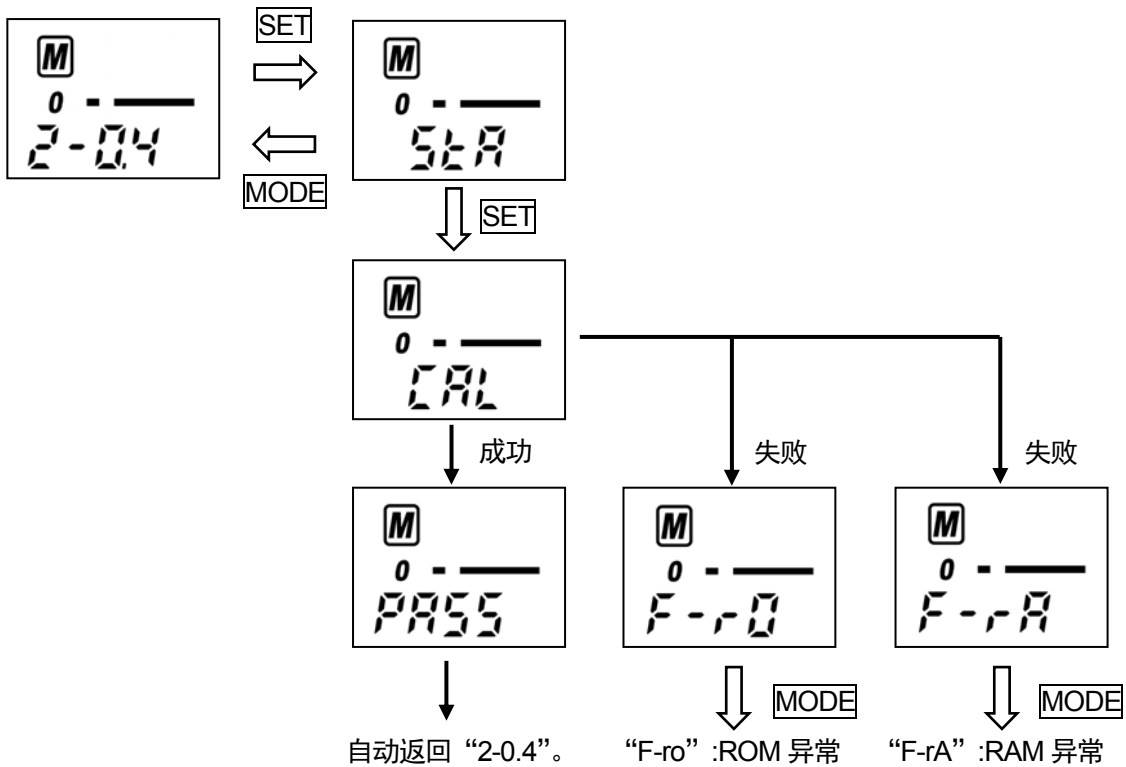 SET
M
0
2-0.4
M
0
StA
MODE
SET
M
0
CAL
成功
失败
失败
M
0
PASS
M
0
F-r0
M
0
F-rA
MODE
MODE
自动返回“2-0.4”。
“F-ro”:ROM 异常
“F-rA”:RAM 异常